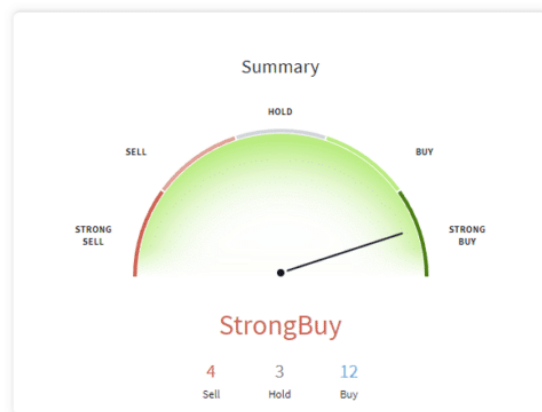 Summary
HOLD
SELL
BUY
STRONG
SELL
STRONG
BUY
StrongBuy
4 3 12
Sell Hold Buy